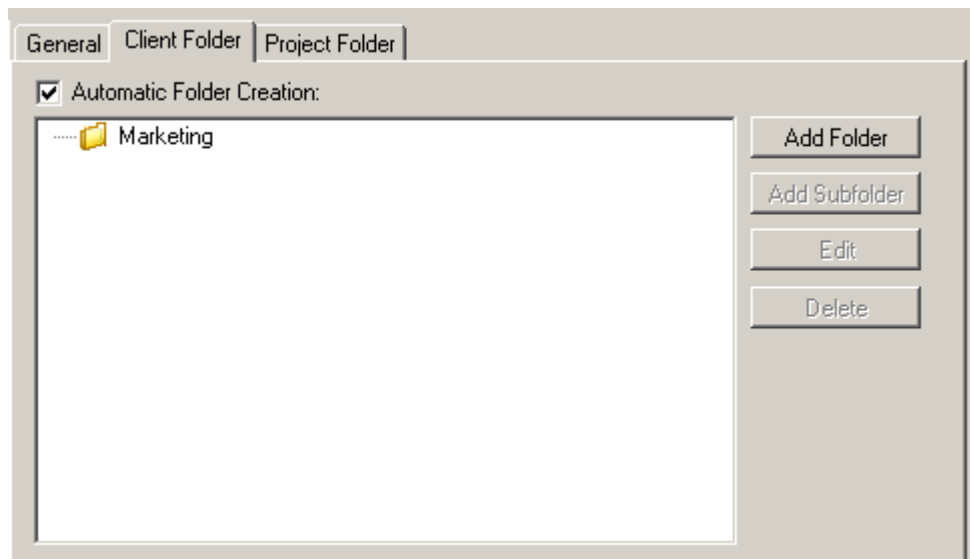 General Client Folder Project Folder
Automatic Folder Creation:
Marketing
Add Folder
Add Subfolder
Edit
Delete